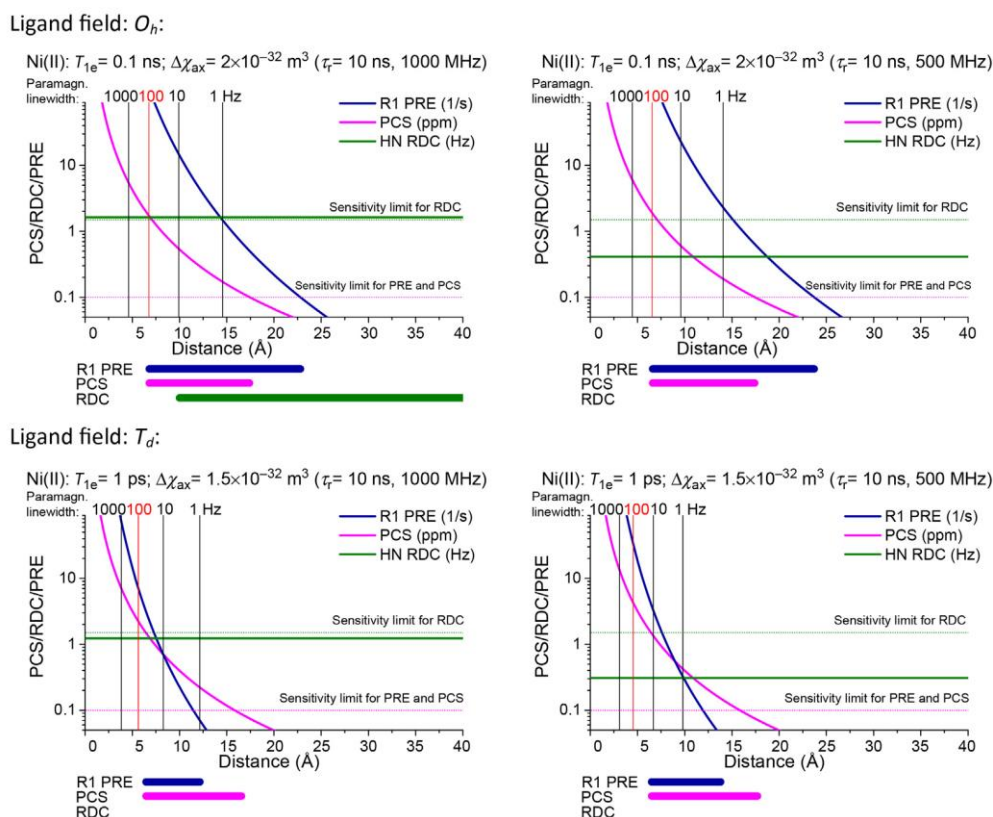 Ligand field: Oh:
Ni(II): T1e= 0.1 ns; Δχax= 2×10−32 m3 (τr= 10 ns, 1000 MHz)
Paramagn. linewidth: 1000 100 10 1 Hz
R1 PRE (1/s)
PCS (ppm)
HN RDC (Hz)
PCS/RDC/PRE
10
1
0.1
Sensitivity limit for RDC
Sensitivity limit for PRE and PCS
0 5 10 15 20 25 30 35 40
Distance (Å)
R1 PRE
PCS
RDC
Ni(II): T1e= 0.1 ns; Δχax= 2×10−32 m3 (τr= 10 ns, 500 MHz)
Paramagn. linewidth: 1000 100 10 1 Hz
R1 PRE (1/s)
PCS (ppm)
HN RDC (Hz)
PCS/RDC/PRE
10
1
0.1
Sensitivity limit for RDC
Sensitivity limit for PRE and PCS
0 5 10 15 20 25 30 35 40
Distance (Å)
R1 PRE
PCS
RDC
Ligand field: Td:
Ni(II): T1e= 1 ps; Δχax= 1.5×10−32 m3 (τr= 10 ns, 1000 MHz)
Paramagn. linewidth: 1000 100 10 1 Hz
R1 PRE (1/s)
PCS (ppm)
HN RDC (Hz)
PCS/RDC/PRE
10
1
0.1
Sensitivity limit for RDC
Sensitivity limit for PRE and PCS
0 5 10 15 20 25 30 35 40
Distance (Å)
R1 PRE
PCS
RDC
Ni(II): T1e= 1 ps; Δχax= 1.5×10−32 m3 (τr= 10 ns, 500 MHz)
Paramagn. linewidth: 1000 100 10 1 Hz
R1 PRE (1/s)
PCS (ppm)
HN RDC (Hz)
PCS/RDC/PRE
10
1
0.1
Sensitivity limit for RDC
Sensitivity limit for PRE and PCS
0 5 10 15 20 25 30 35 40
Distance (Å)
R1 PRE
PCS
RDC